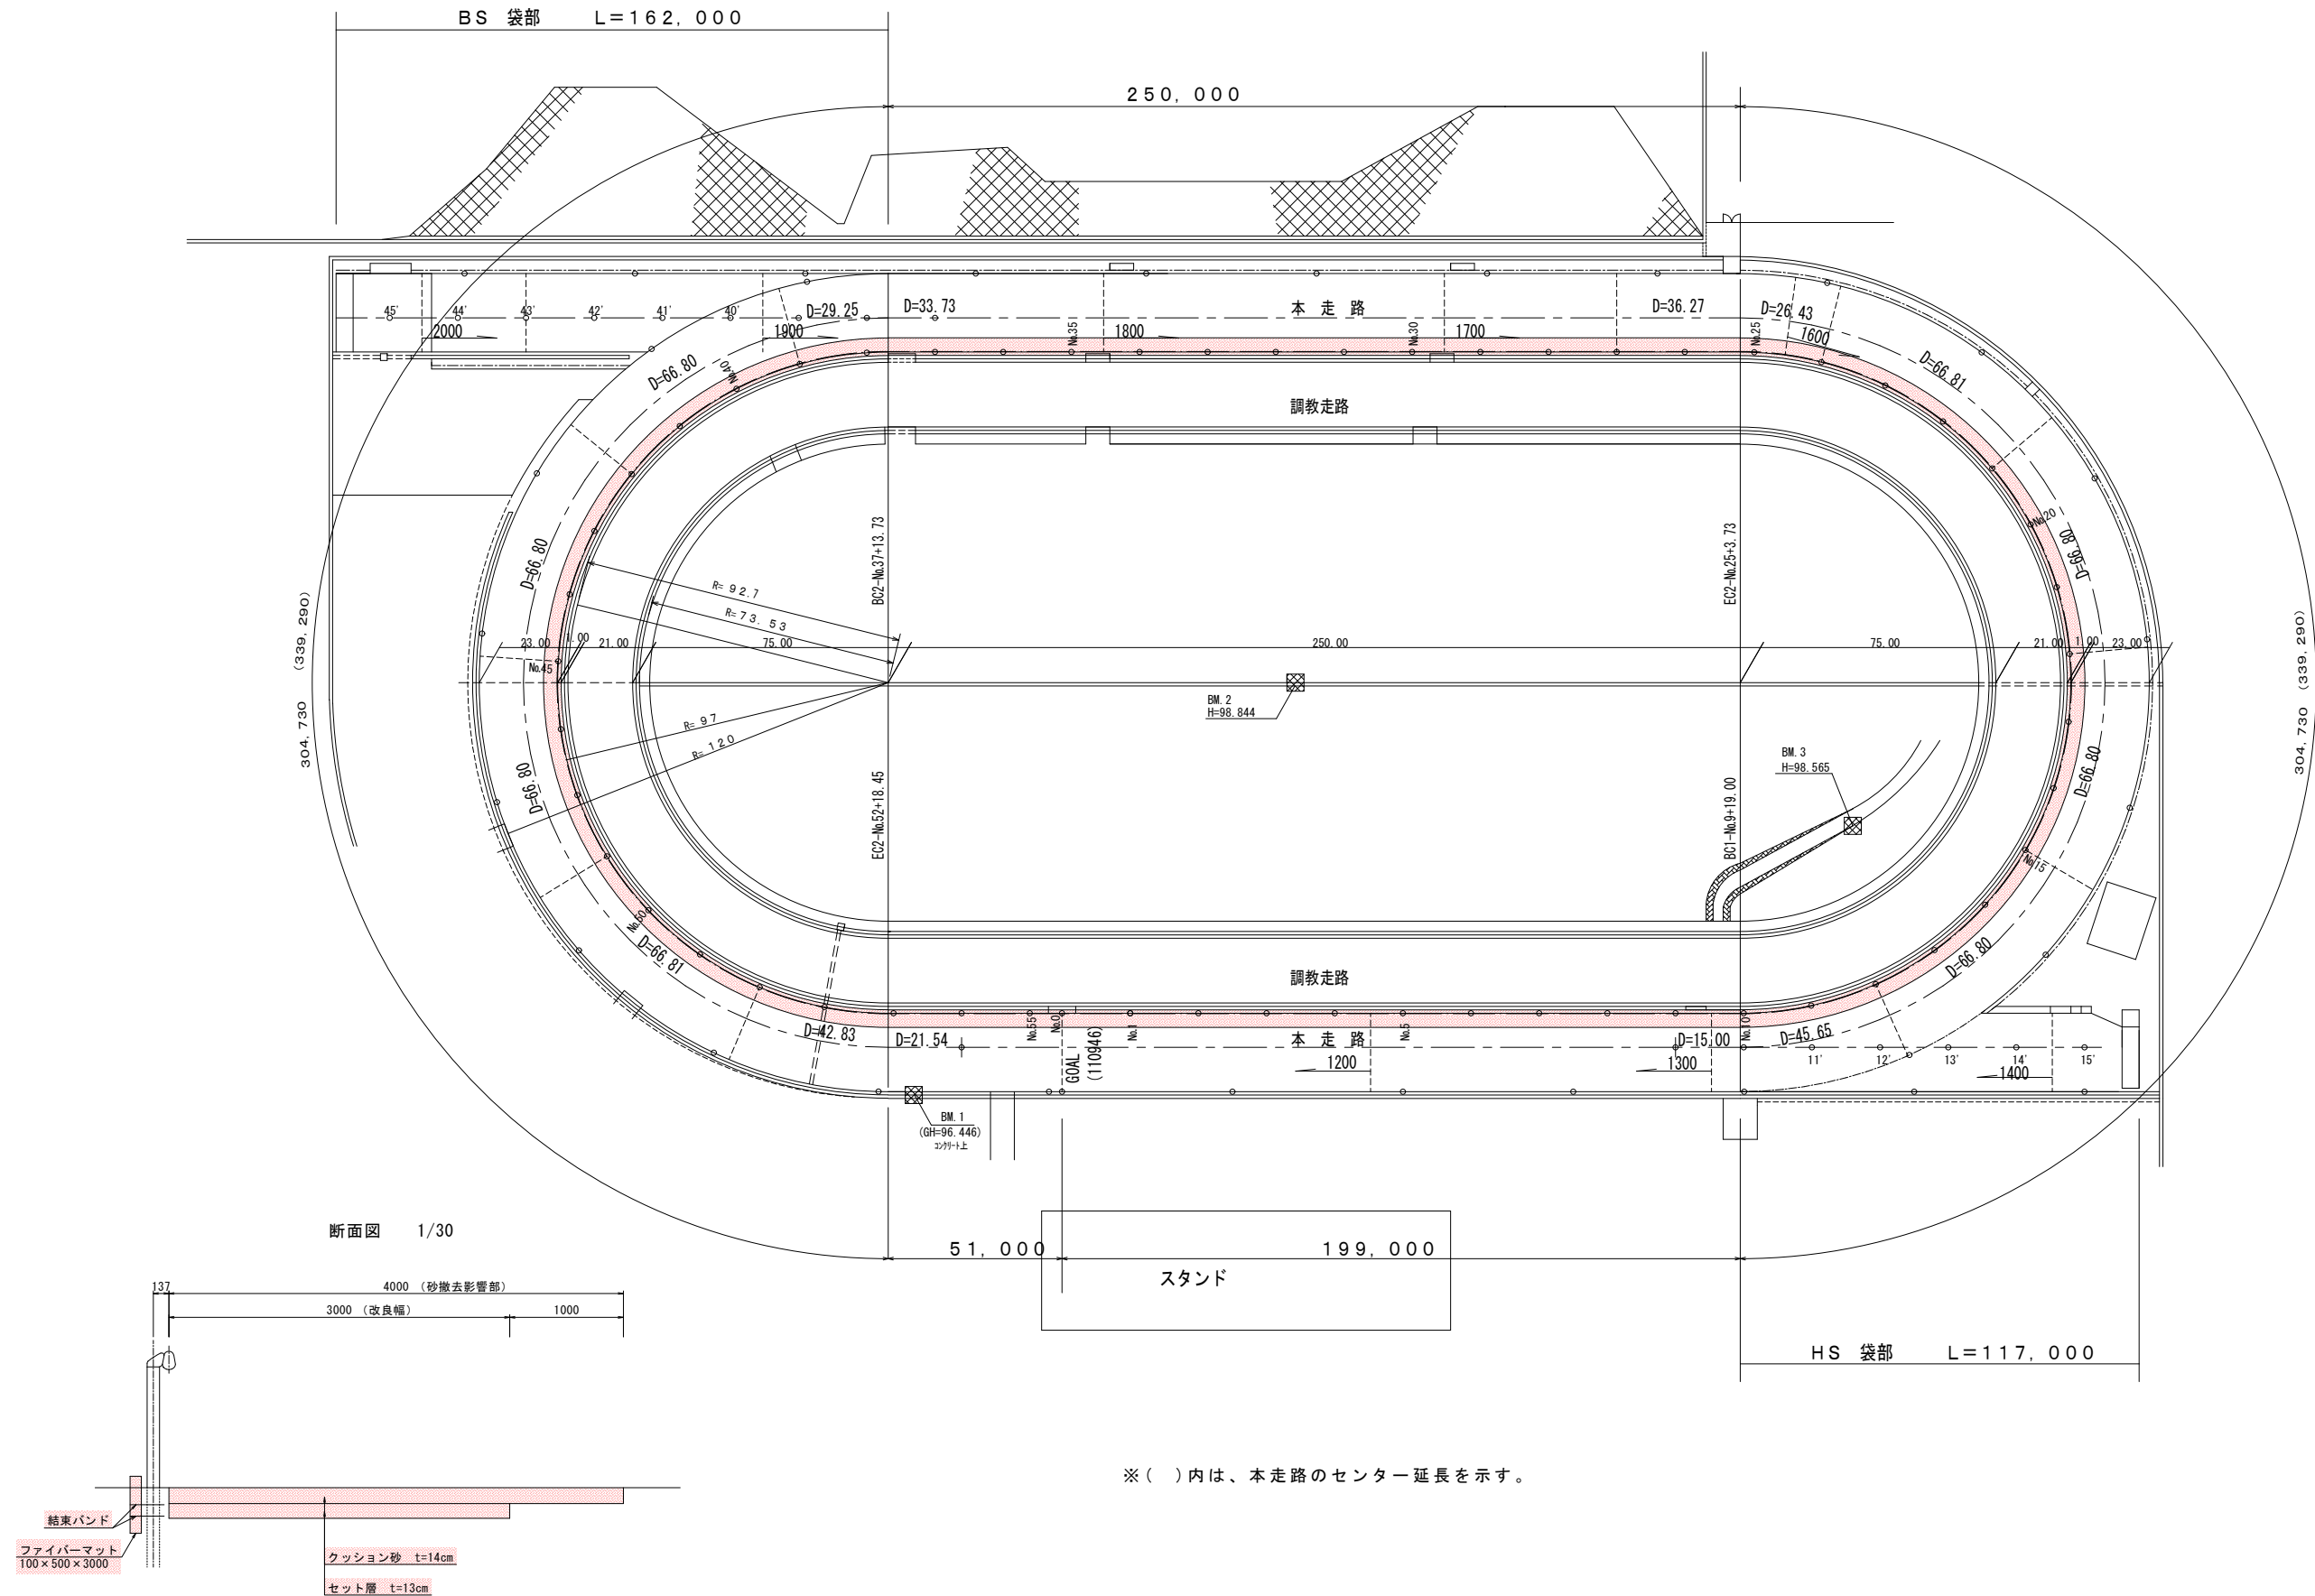 BS 袋部 L=162,000
250,000
45' 44' 43' 42' 41' 40'
2000
1900
D=29.25
D=33.73
本 走 路
D=36.27
D=26.43
1800
1700
1600
No.35
No.30
No.25
D=66.80
No.40
D=66.81
調教走路
No.20
D=66.80
D=66.80
BC2-No.37+13.73
EC2-No.25+3.73
R=92.7
R=73.53
304.730 (339.290)
304.730 (339.290)
23.00
1.00
21.00
75.00
250.00
75.00
21.00
1.00
23.00
No.45
BM.2
H=98.844
R=97
R=120
BM.3
H=98.565
D=66.80
D=66.80
EC2-No.52+18.45
BC1-No.9+19.00
No.15
No.50
D=66.81
D=66.80
調教走路
D=42.83
D=21.54
No.55
No.0
GOAL
(110946)
No.1
本 走 路
No.5
D=15.00
No.10
D=45.65
1200
1300
1400
11' 12' 13' 14' 15'
BM.1
(GH=96.446)
コンクリート上
51,000
199,000
スタンド
HS 袋部 L=117,000
断面図 1/30
137
4000 (砂撤去影響部)
3000 (改良幅)
1000
結束バンド
ファイバーマット
100×500×3000
クッション砂 t=14cm
セット層 t=13cm
※( )内は、本走路のセンター延長を示す。